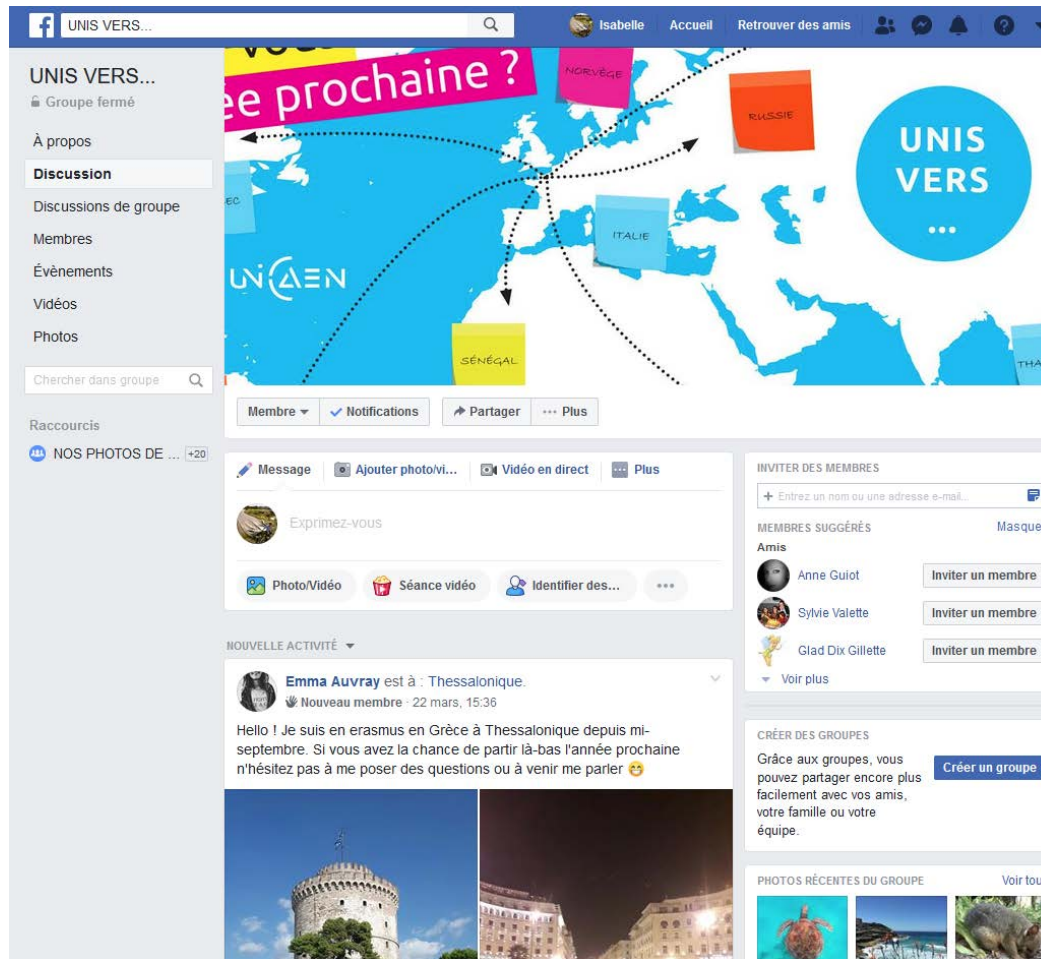 UNIS VERS...
Isabelle
Accueil
Retrouver des amis
UNIS VERS...
Groupe fermé
À propos
Discussion
Discussions de groupe
Membres
Évènements
Vidéos
Photos
Chercher dans groupe
Raccourcis
NOS PHOTOS DE ... +20
ée prochaine ?
NORVÈGE
RUSSIE
UNIS
VERS
...
EC
ITALIE
UNICAEN
SÉNÉGAL
THA
Membre
Notifications
Partager
Plus
Message
Ajouter photo/vi...
Vidéo en direct
Plus
Exprimez-vous
Photo/Vidéo
Séance vidéo
Identifier des...
NOUVELLE ACTIVITÉ
Emma Auvray est à : Thessalonique.
Nouveau membre · 22 mars, 15:36
Hello ! Je suis en erasmus en Grèce à Thessalonique depuis mi-
septembre. Si vous avez la chance de partir là-bas l'année prochaine
n'hésitez pas à me poser des questions ou à venir me parler 😁
INVITER DES MEMBRES
+ Entrez un nom ou une adresse e-mail...
MEMBRES SUGGÉRÉS
Masque
Amis
Anne Guiot
Inviter un membre
Sylvie Valette
Inviter un membre
Glad Dix Gillette
Inviter un membre
Voir plus
CRÉER DES GROUPES
Grâce aux groupes, vous
pouvez partager encore plus
facilement avec vos amis,
votre famille ou votre
équipe.
Créer un groupe
PHOTOS RÉCENTES DU GROUPE
Voir tou